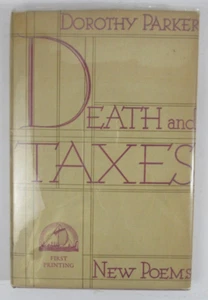 DOROTHY PARKER
DEATH and
TAXES
FIRST
PRINTING
NEW POEMS